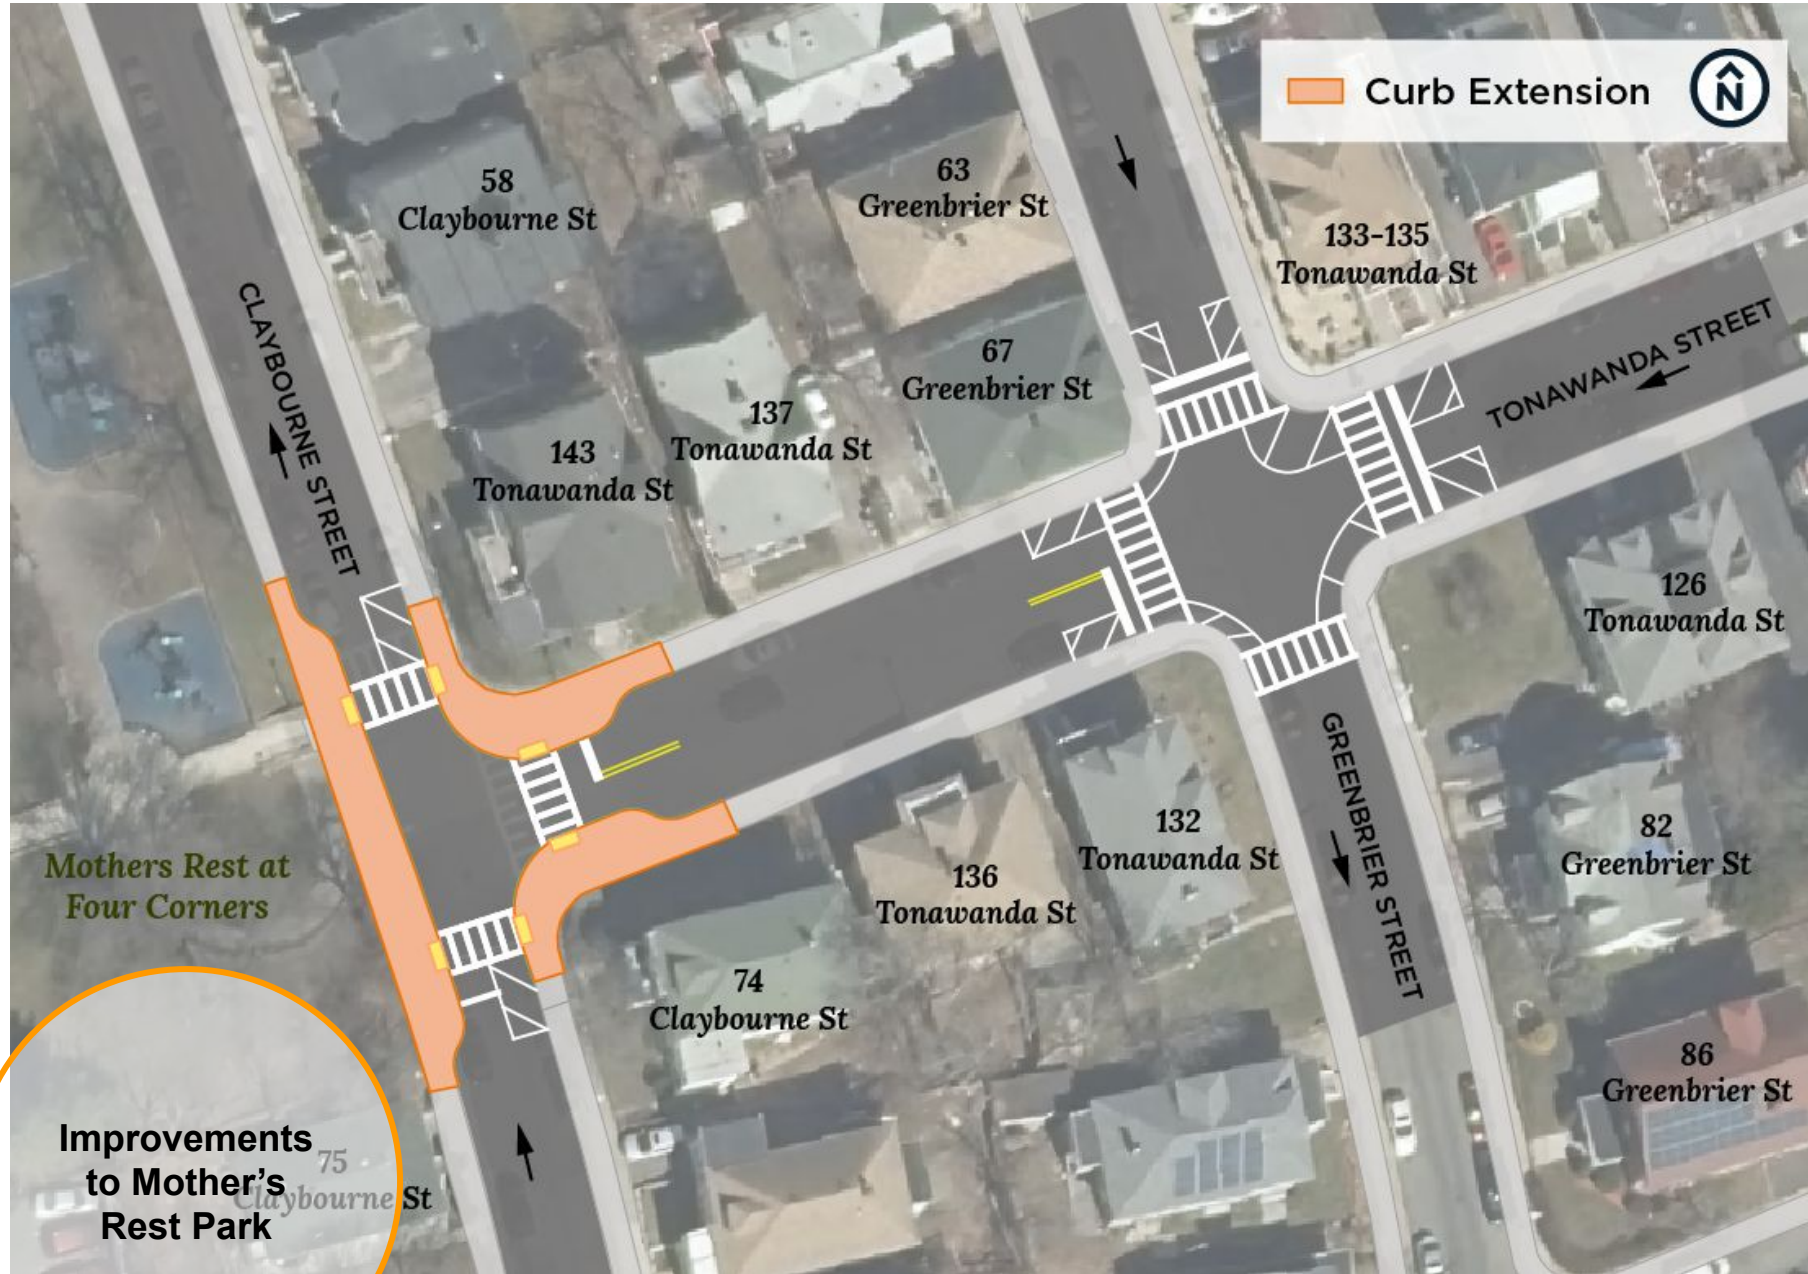 Curb Extension
N
58
Claybourne St
63
Greenbrier St
133-135
Tonawanda St
CLAYBOURNE STREET
67
Greenbrier St
TONAWANDA STREET
137
Tonawanda St
143
Tonawanda St
126
Tonawanda St
GREENBRIER STREET
132
Tonawanda St
82
Greenbrier St
Mothers Rest at
Four Corners
136
Tonawanda St
74
Claybourne St
86
Greenbrier St
75
Claybourne St
Improvements
to Mother’s
Rest Park